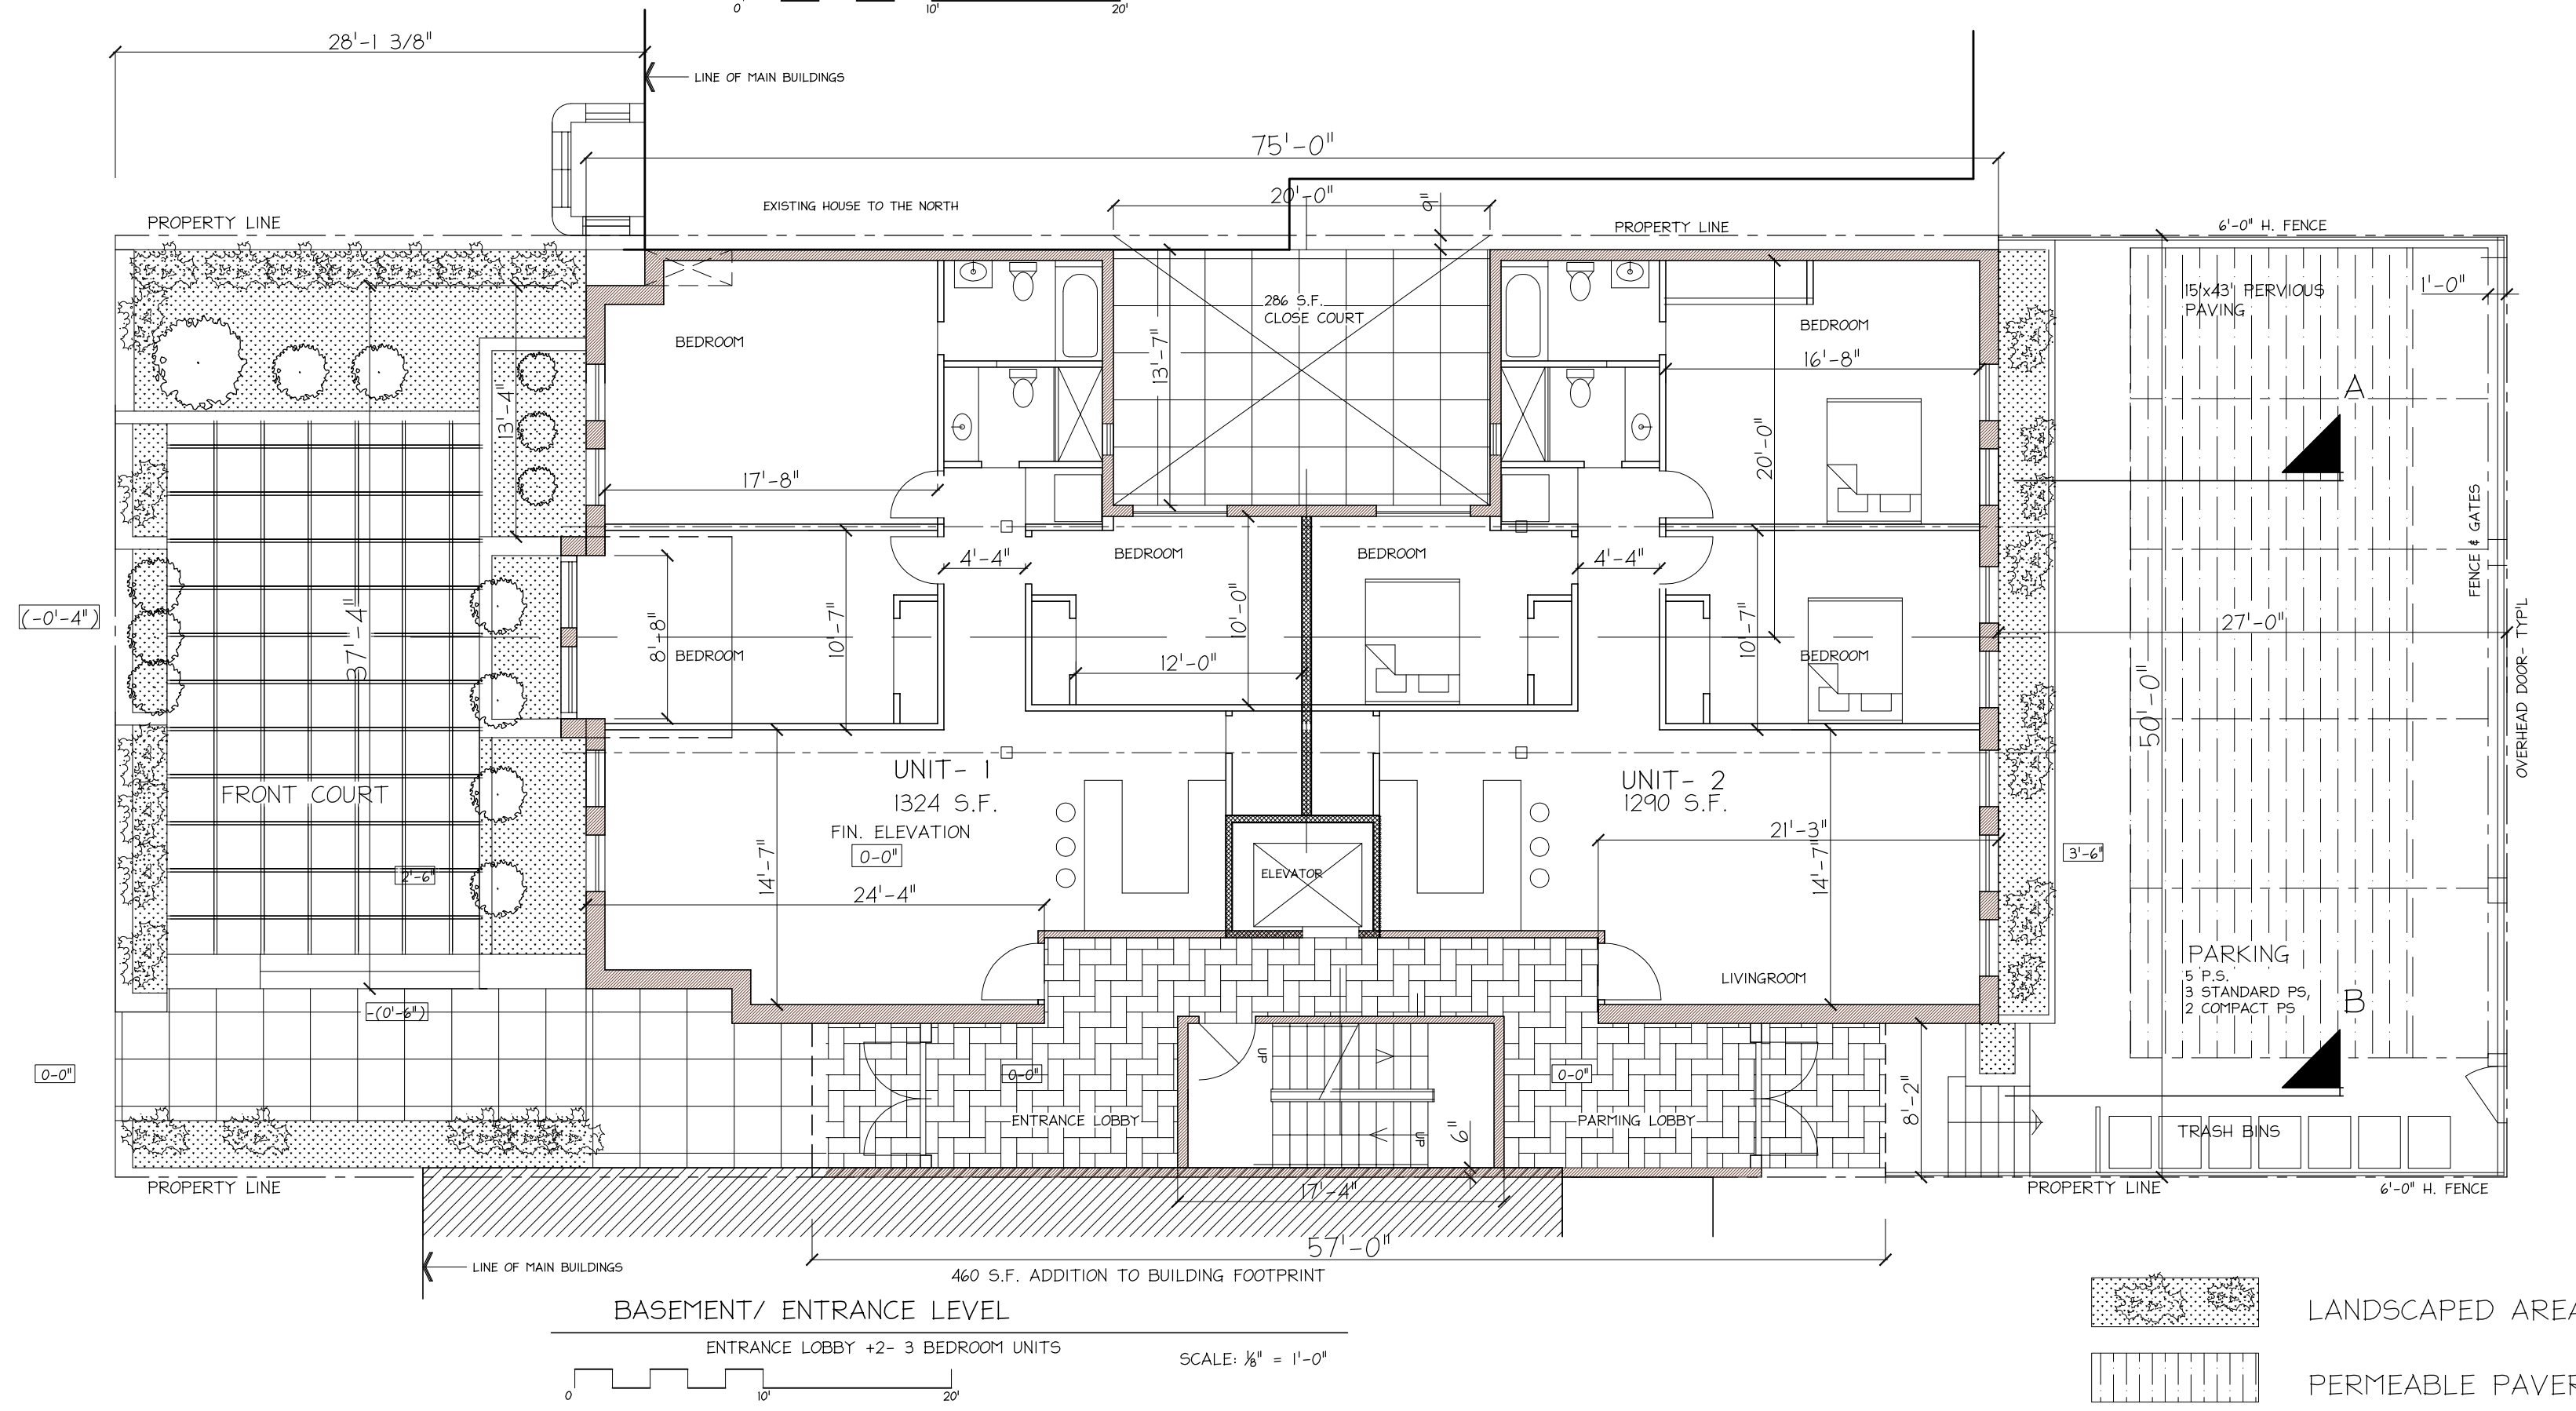 0' 10' 20'
28'-1 3/8"
LINE OF MAIN BUILDINGS
75'-0"
EXISTING HOUSE TO THE NORTH
20'-0"
9"
PROPERTY LINE
PROPERTY LINE
6'-0" H. FENCE
286 S.F.
CLOSE COURT
13'-7"
15'x43' PERVIOUS
PAVING
1'-0"
BEDROOM
BEDROOM
16'-8"
A
13'-4"
17'-8"
20'-0"
FENCE & GATES
BEDROOM
BEDROOM
4'-4"
4'-4"
(-0'-4")
37'-4"
8'-8"
BEDROOM
10'-7"
10'-0"
12'-0"
10'-7"
BEDROOM
27'-0"
50'-0"
OVERHEAD DOOR- TYP'L
FRONT COURT
UNIT- 1
1324 S.F.
FIN. ELEVATION
0-0"
UNIT- 2
1290 S.F.
21'-3"
3'-6"
2'-6"
14'-7"
24'-4"
ELEVATOR
14'-7"
LIVINGROOM
PARKING
5 P.S.
3 STANDARD PS,
2 COMPACT PS
B
-(0'-6")
0-0"
0-0"
UP
0-0"
ENTRANCE LOBBY
UP
6"
PARMING LOBBY
8'-2"
TRASH BINS
PROPERTY LINE
17'-4"
PROPERTY LINE
6'-0" H. FENCE
57'-0"
LINE OF MAIN BUILDINGS
460 S.F. ADDITION TO BUILDING FOOTPRINT
BASEMENT/ ENTRANCE LEVEL
ENTRANCE LOBBY +2- 3 BEDROOM UNITS
SCALE: ⅛" = 1'-0"
0 10' 20'
LANDSCAPED AREA
PERMEABLE PAVER